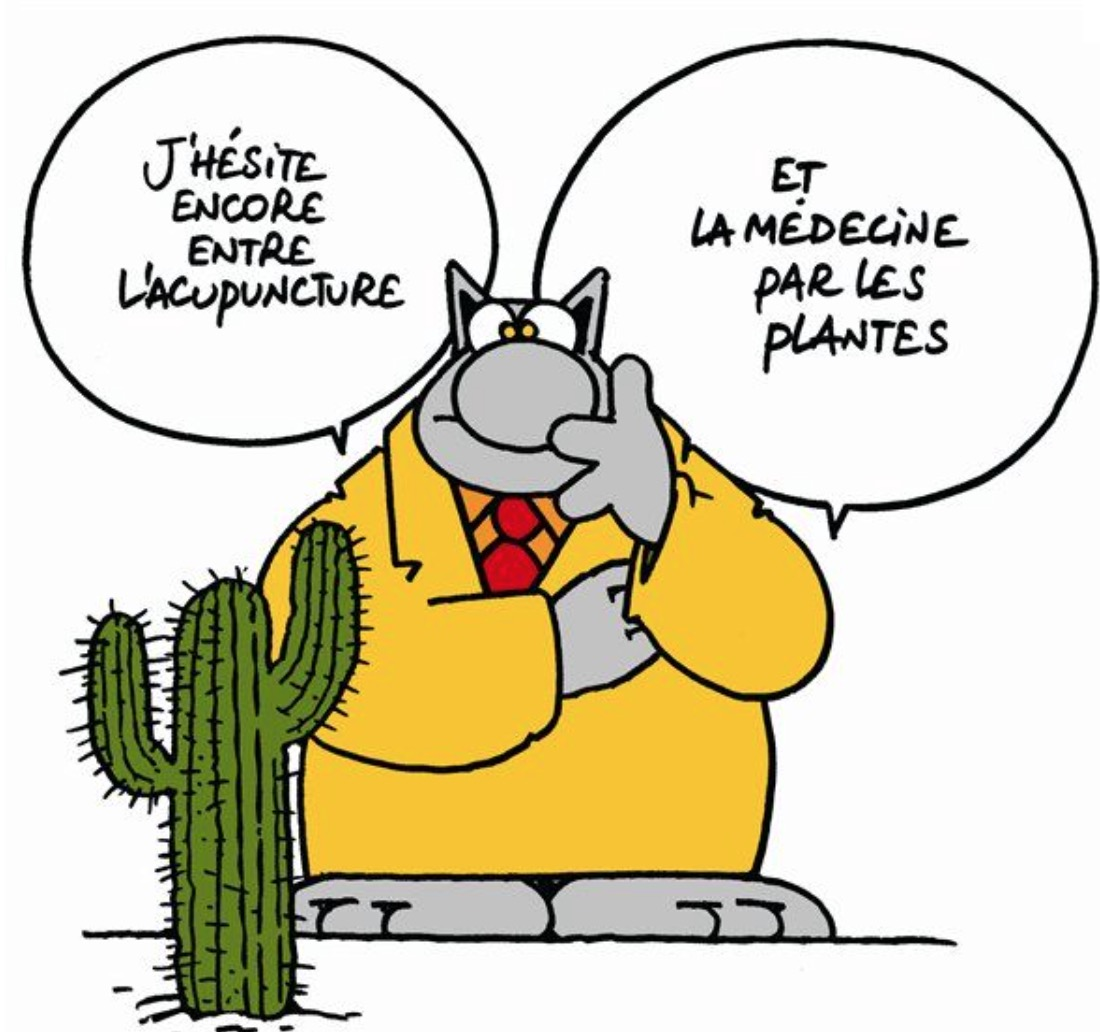 J'HÉSITE
ENCORE
ENTRE
L'ACUPUNCTURE
ET
LA MÉDECINE
PAR LES
PLANTES